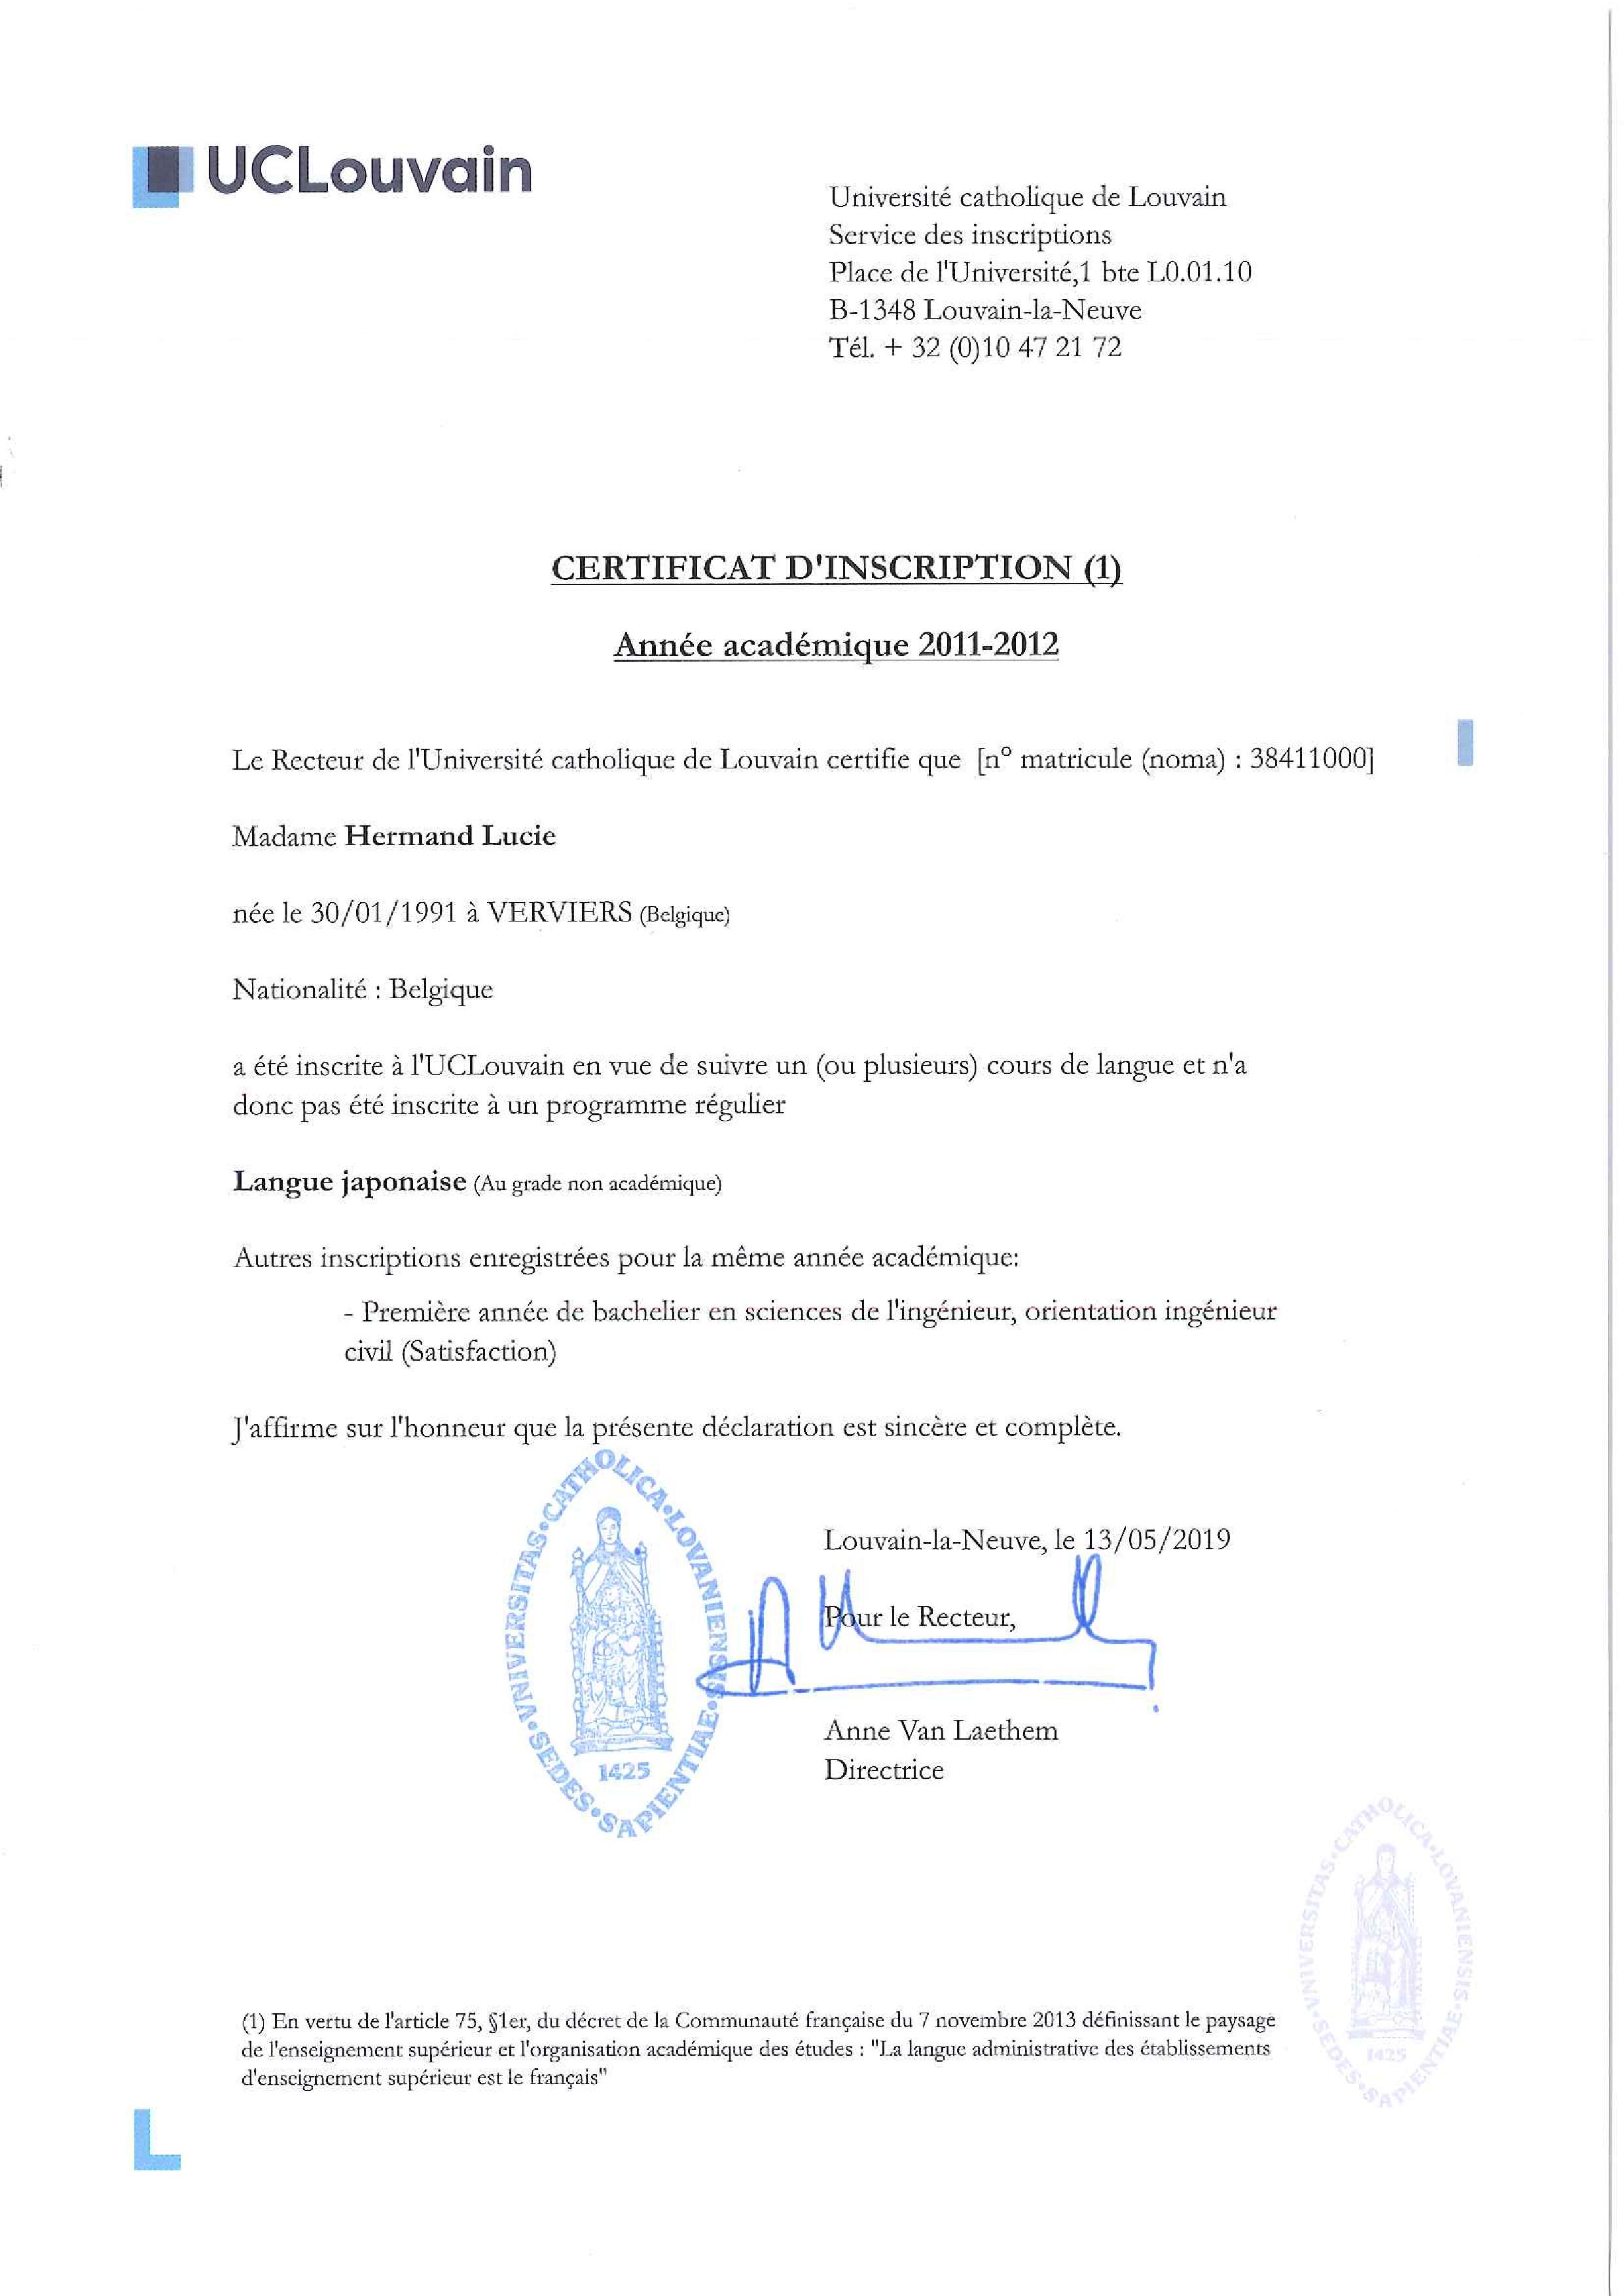 UCLouvain
Université catholique de Louvain
Service des inscriptions
Place de l'Université,1 bte L0.01.10
B-1348 Louvain-la-Neuve
Tél. + 32 (0)10 47 21 72
CERTIFICAT D'INSCRIPTION (1)
Année académique 2011-2012
Le Recteur de l'Université catholique de Louvain certifie que [n° matricule (noma) : 38411000]
Madame Hermand Lucie
née le 30/01/1991 à VERVIERS (Belgique)
Nationalité : Belgique
a été inscrite à l'UCLouvain en vue de suivre un (ou plusieurs) cours de langue et n'a
donc pas été inscrite à un programme régulier
Langue japonaise (Au grade non académique)
Autres inscriptions enregistrées pour la même année académique:
- Première année de bachelier en sciences de l'ingénieur, orientation ingénieur
civil (Satisfaction)
J'affirme sur l'honneur que la présente déclaration est sincère et complète.
VNIVERSITAS•CATHOLICA•LOVANIENSIS•SEDES•SAPIENTIAE•
1425
Louvain-la-Neuve, le 13/05/2019
Pour le Recteur,
Anne Van Laethem
Directrice
VNIVERSITAS•CATHOLICA•LOVANIENSIS•SEDES•SAPIENTIAE•
1425
(1) En vertu de l'article 75, §1er, du décret de la Communauté française du 7 novembre 2013 définissant le paysage
de l'enseignement supérieur et l'organisation académique des études : "La langue administrative des établissements
d'enseignement supérieur est le français"